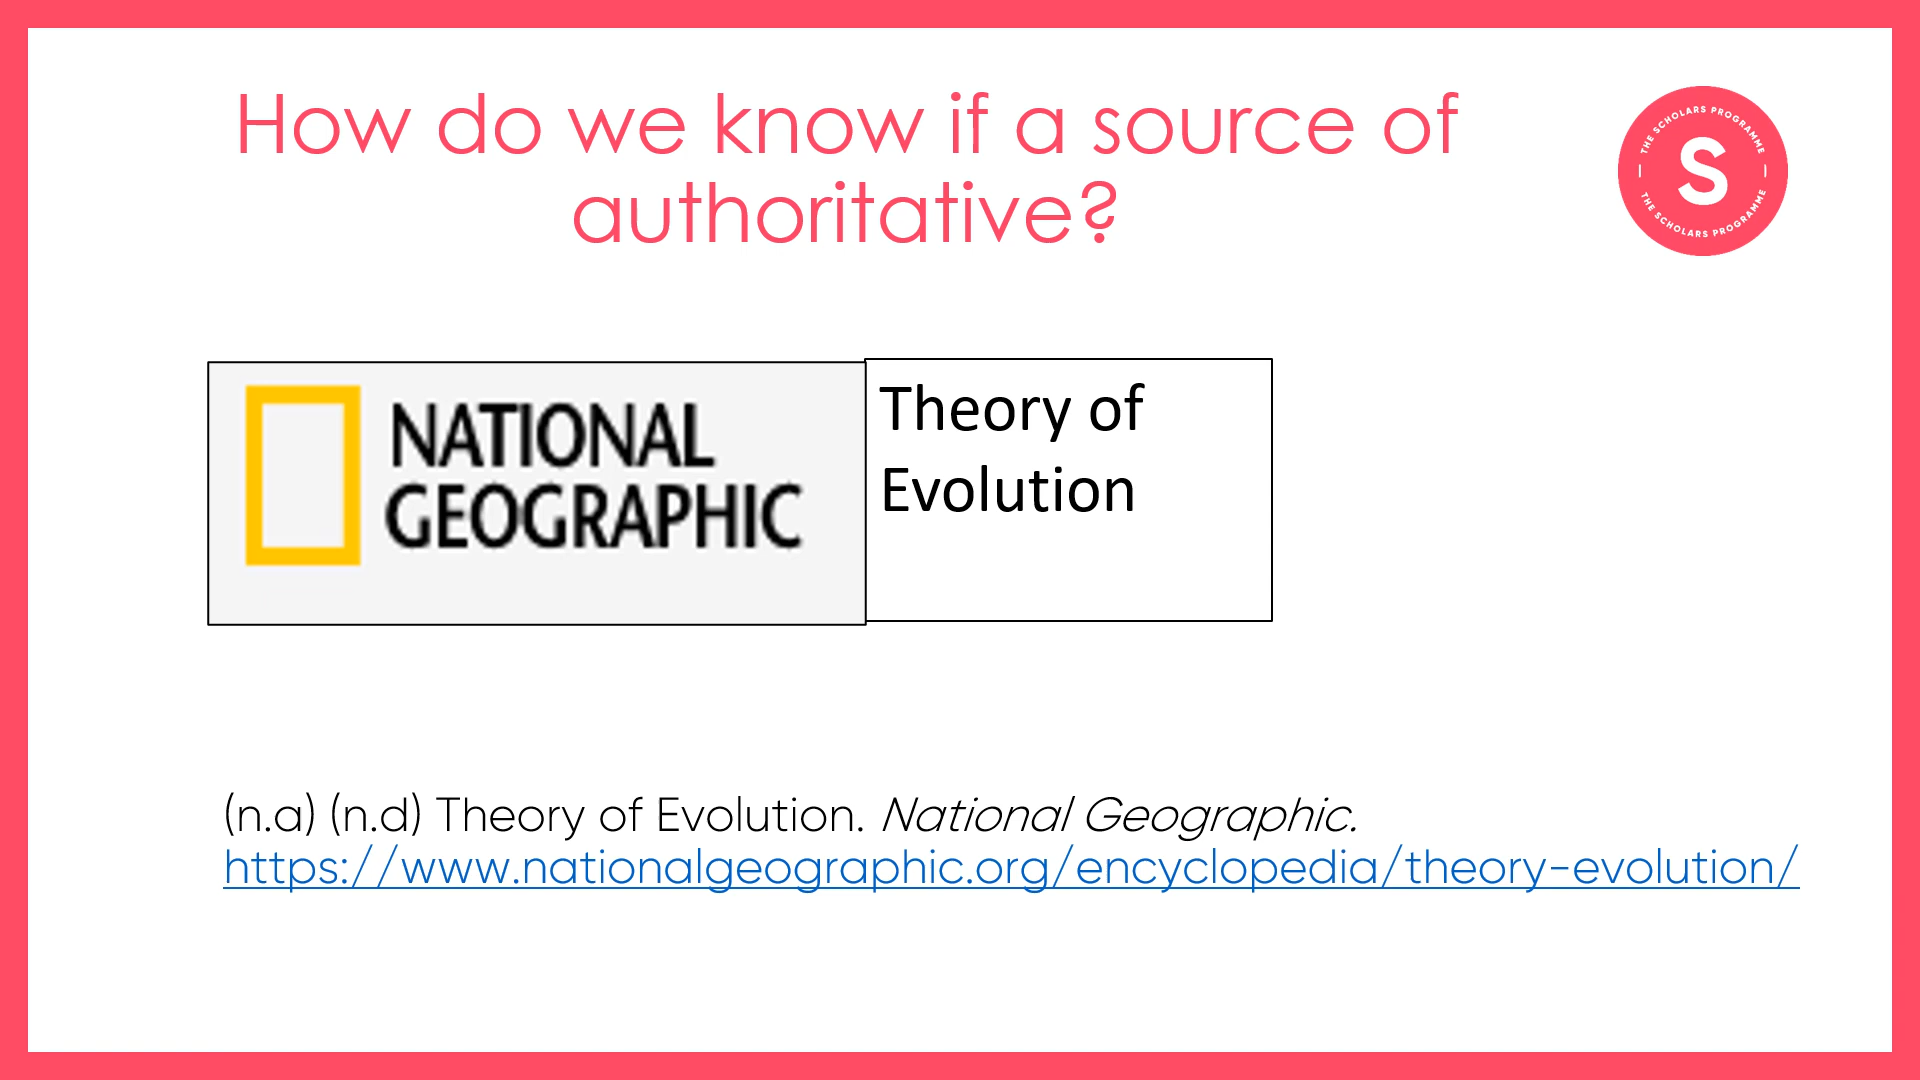 How do we know if a source of
authoritative?
THE SCHOLARS PROGRAMME
S
THE SCHOLARS PROGRAMME
NATIONAL
GEOGRAPHIC
Theory of
Evolution
(n.a) (n.d) Theory of Evolution. National Geographic.
https://www.nationalgeographic.org/encyclopedia/theory-evolution/